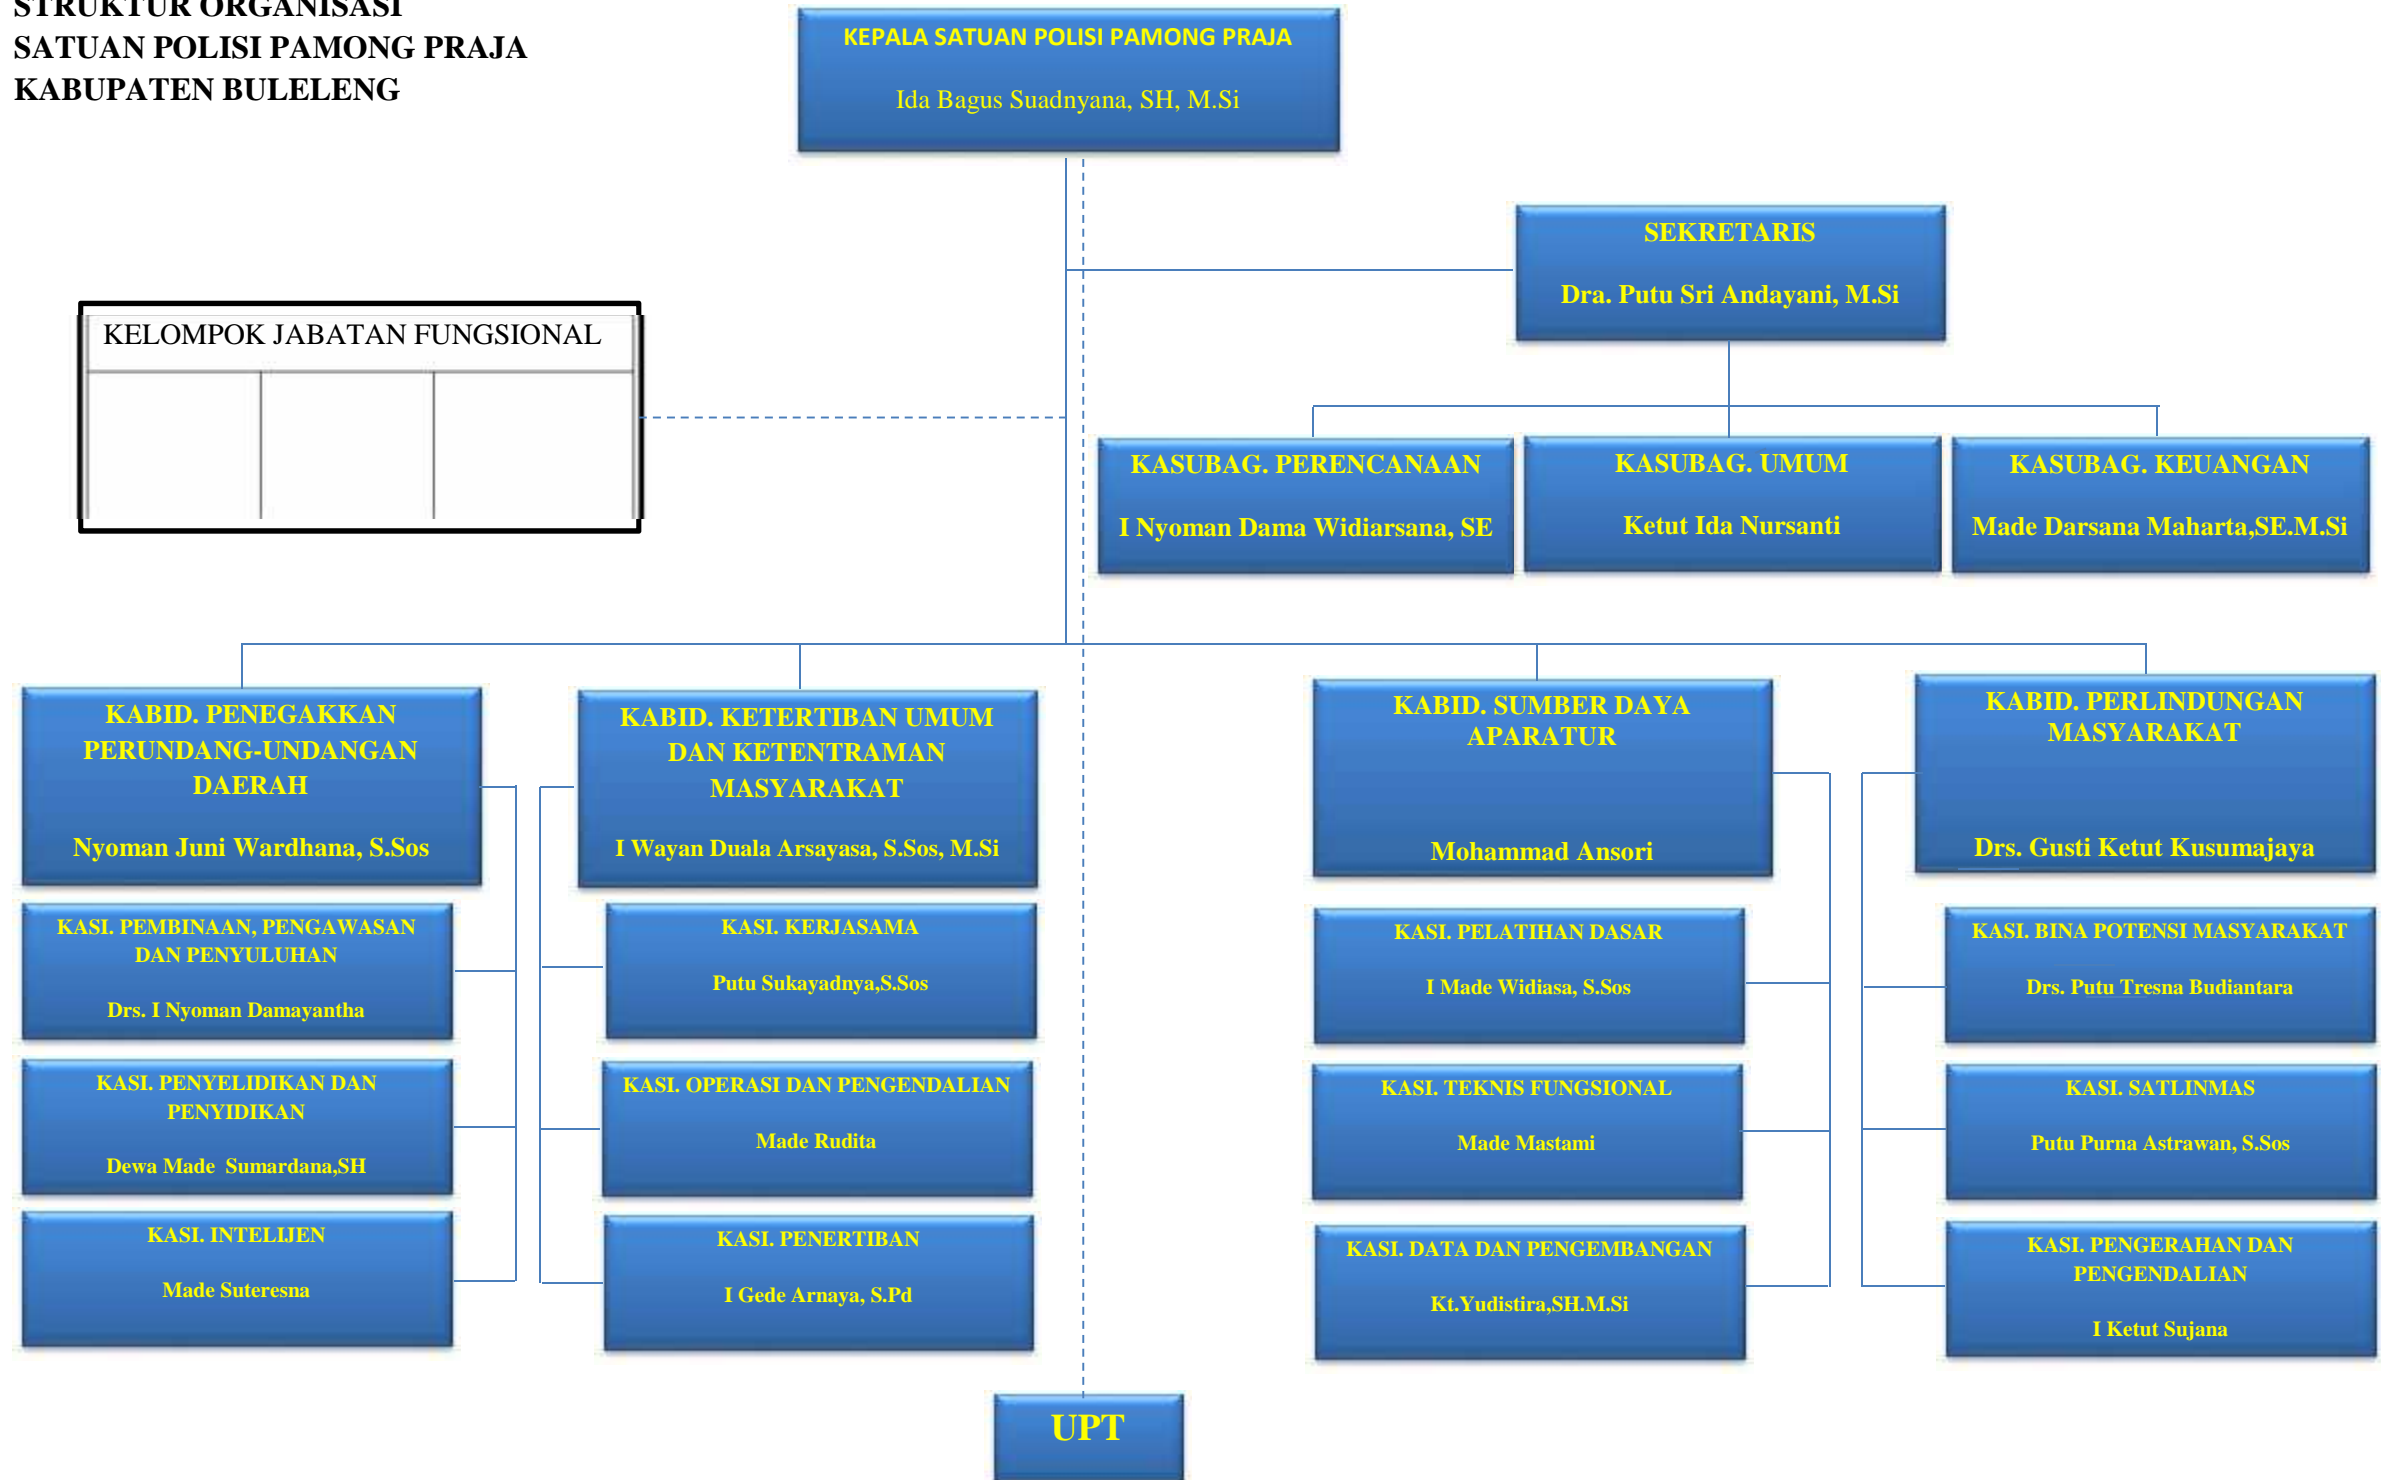 STRUKTUR ORGANISASI
SATUAN POLISI PAMONG PRAJA
KABUPATEN BULELENG
KEPALA SATUAN POLISI PAMONG PRAJA
Ida Bagus Suadnyana, SH, M.Si
SEKRETARIS
Dra. Putu Sri Andayani, M.Si
KELOMPOK JABATAN FUNGSIONAL
KASUBAG. PERENCANAAN
I Nyoman Dama Widiarsana, SE
KASUBAG. UMUM
Ketut Ida Nursanti
KASUBAG. KEUANGAN
Made Darsana Maharta,SE.M.Si
KABID. PENEGAKKAN
PERUNDANG-UNDANGAN
DAERAH
Nyoman Juni Wardhana, S.Sos
KABID. KETERTIBAN UMUM
DAN KETENTRAMAN
MASYARAKAT
I Wayan Duala Arsayasa, S.Sos, M.Si
KABID. SUMBER DAYA
APARATUR
Mohammad Ansori
KABID. PERLINDUNGAN
MASYARAKAT
Drs. Gusti Ketut Kusumajaya
KASI. PEMBINAAN, PENGAWASAN
DAN PENYULUHAN
Drs. I Nyoman Damayantha
KASI. KERJASAMA
Putu Sukayadnya,S.Sos
KASI. PELATIHAN DASAR
I Made Widiasa, S.Sos
KASI. BINA POTENSI MASYARAKAT
Drs. Putu Tresna Budiantara
KASI. PENYELIDIKAN DAN
PENYIDIKAN
Dewa Made  Sumardana,SH
KASI. OPERASI DAN PENGENDALIAN
Made Rudita
KASI. TEKNIS FUNGSIONAL
Made Mastami
KASI. SATLINMAS
Putu Purna Astrawan, S.Sos
KASI. INTELIJEN
Made Suteresna
KASI. PENERTIBAN
I Gede Arnaya, S.Pd
KASI. DATA DAN PENGEMBANGAN
Kt.Yudistira,SH.M.Si
KASI. PENGERAHAN DAN
PENGENDALIAN
I Ketut Sujana
UPT